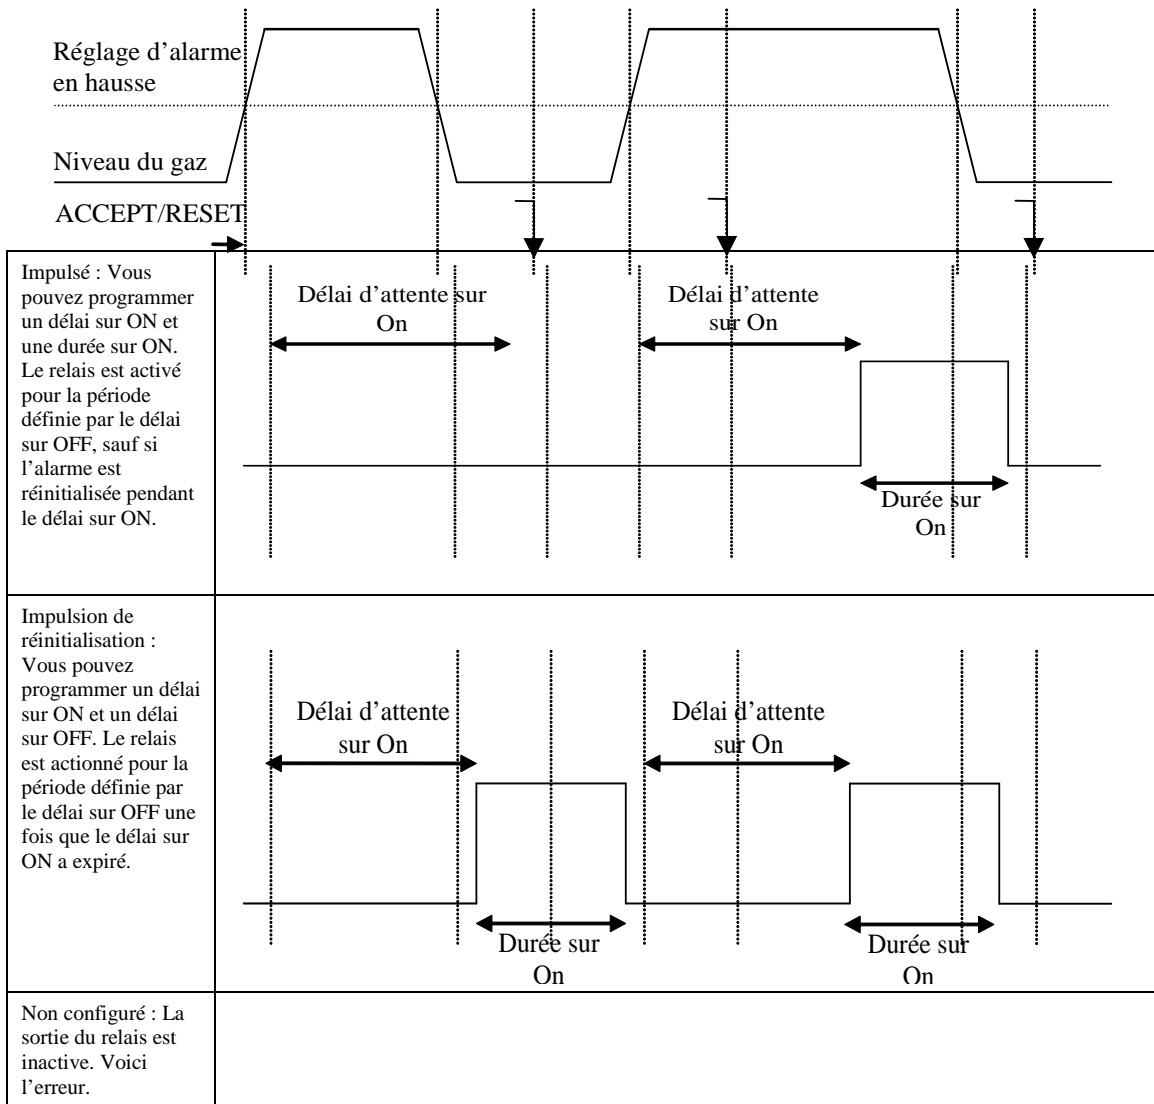 Réglage d’alarme
en hausse
Niveau du gaz
ACCEPT/RESET
Impulsé : Vous
pouvez programmer
un délai sur ON et
une durée sur ON.
Le relais est activé
pour la période
définie par le délai
sur OFF, sauf si
l’alarme est
réinitialisée pendant
le délai sur ON.
Délai d’attente sur
On
Délai d’attente
sur On
Durée sur
On
Impulsion de
réinitialisation :
Vous pouvez
programmer un délai
sur ON et un délai
sur OFF. Le relais
est actionné pour la
période définie par
le délai sur OFF une
fois que le délai sur
ON a expiré.
Délai d’attente
sur On
Délai d’attente
sur On
Durée sur
On
Durée sur
On
Non configuré : La
sortie du relais est
inactive. Voici
l’erreur.